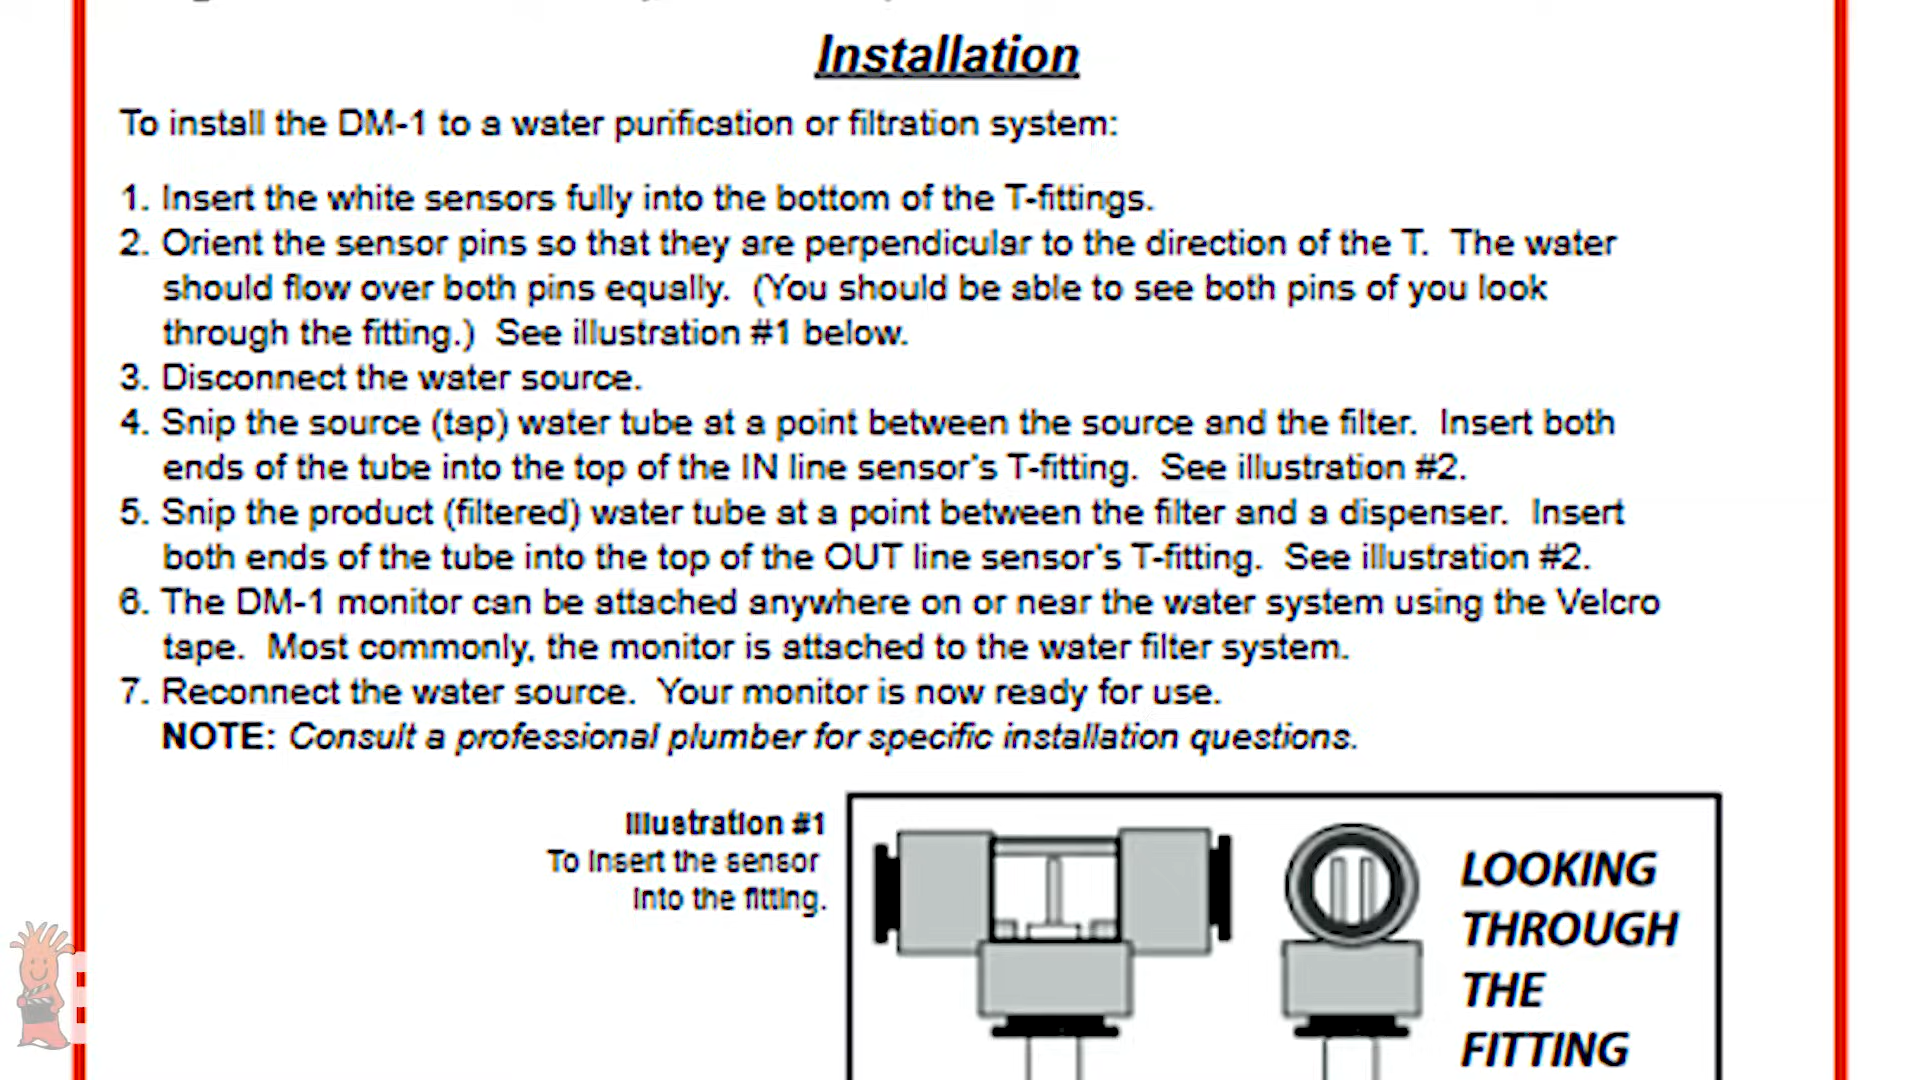 Installation
To install the DM-1 to a water purification or filtration system:
1. Insert the white sensors fully into the bottom of the T-fittings.
2. Orient the sensor pins so that they are perpendicular to the direction of the T. The water
should flow over both pins equally. (You should be able to see both pins of you look
through the fitting.) See illustration #1 below.
3. Disconnect the water source.
4. Snip the source (tap) water tube at a point between the source and the filter. Insert both
ends of the tube into the top of the IN line sensor's T-fitting. See illustration #2.
5. Snip the product (filtered) water tube at a point between the filter and a dispenser. Insert
both ends of the tube into the top of the OUT line sensor's T-fitting. See illustration #2.
6. The DM-1 monitor can be attached anywhere on or near the water system using the Velcro
tape. Most commonly, the monitor is attached to the water filter system.
7. Reconnect the water source. Your monitor is now ready for use.
NOTE: Consult a professional plumber for specific installation questions.
Illustration #1
To Insert the sensor
Into the fitting.
LOOKING
THROUGH
THE
FITTING